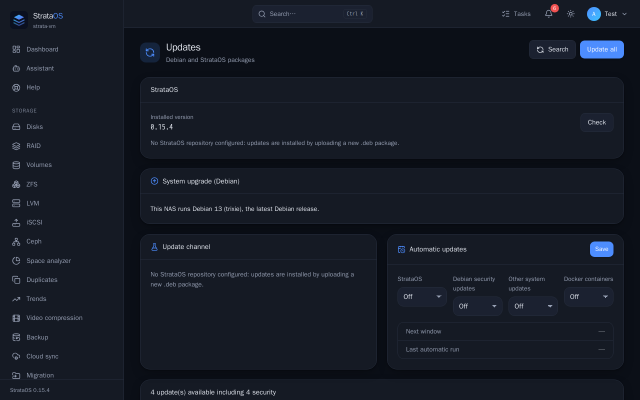 StrataOS
strata-srv
Search…
Ctrl K
Tasks
6
A
Test
Dashboard
Assistant
Help
STORAGE
Disks
RAID
Volumes
ZFS
LVM
iSCSI
Ceph
Space analyzer
Duplicates
Trends
Video compression
Backup
Cloud sync
Migration
StrataOS 0.15.4
Updates
Debian and StrataOS packages
Search
Update all
StrataOS
Installed version
0.15.4
Check
No StrataOS repository configured: updates are installed by uploading a new .deb package.
System upgrade (Debian)
This NAS runs Debian 13 (trixie), the latest Debian release.
Update channel
No StrataOS repository configured: updates are installed by uploading a
new .deb package.
Automatic updates
Save
StrataOS
Off
Debian security
updates
Off
Other system
updates
Off
Docker containers
Off
Next window
—
Last automatic run
—
4 update(s) available including 4 security